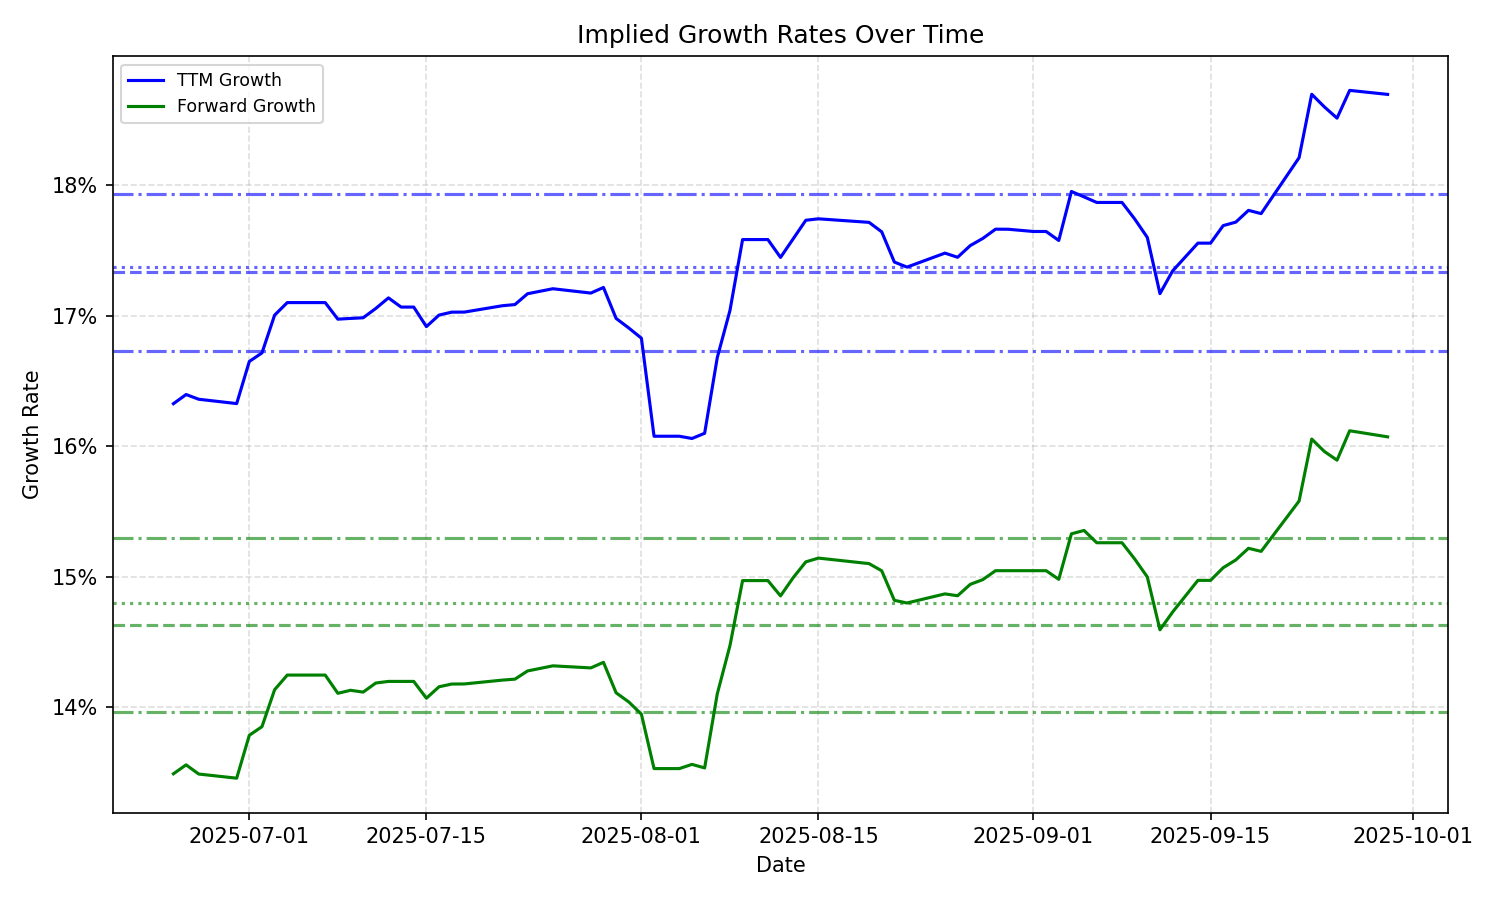 Implied Growth Rates Over Time
TTM Growth
Forward Growth
18%
17%
16%
15%
14%
Growth Rate
2025-07-01
2025-07-15
2025-08-01
2025-08-15
2025-09-01
2025-09-15
2025-10-01
Date